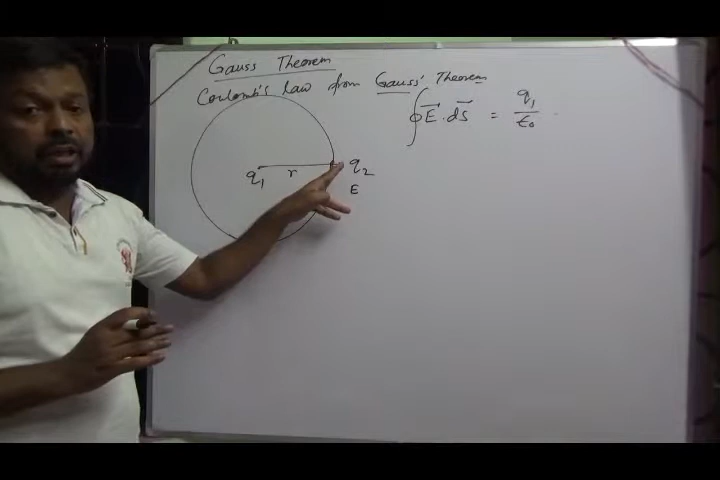 Gauss Theorem
Coulomb's Law from Gauss' Theorem
∮ E⃗ . ds⃗ = q₁/ε₀
q₁ r q₂
E